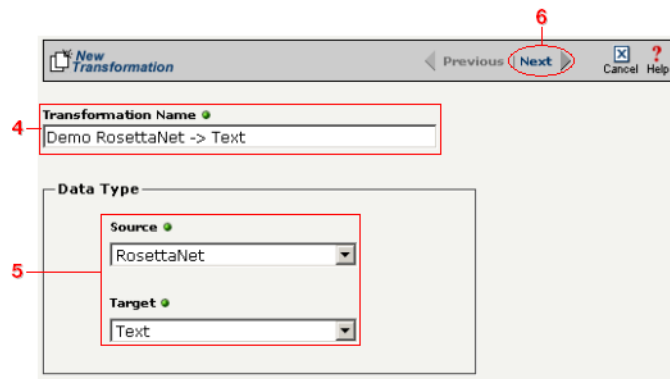 6
New
Transformation
Previous Next
Cancel Help
Transformation Name
4
Demo RosettaNet -> Text
Data Type
Source
RosettaNet
5
Target
Text